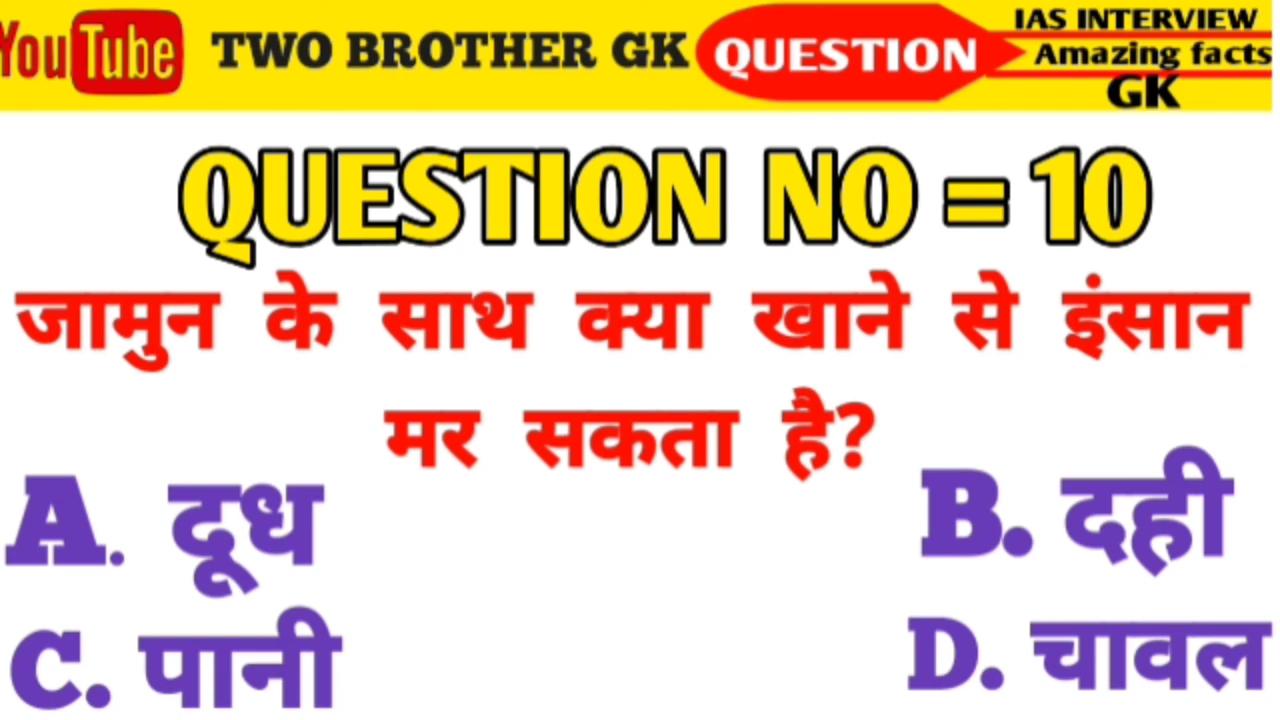 YouTube TWO BROTHER GK QUESTION IAS INTERVIEW
Amazing facts
GK
QUESTION NO = 10
जामुन के साथ क्या खाने से इंसान
मर सकता है?
A. दूध B. दही
C. पानी D. चावल